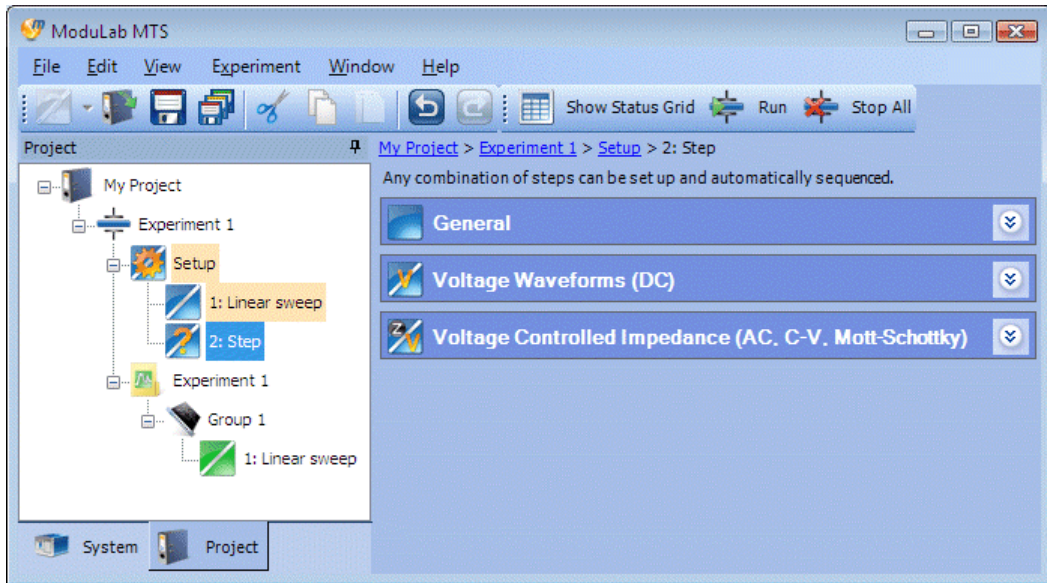 ModuLab MTS
File Edit View Experiment Window Help
Show Status Grid Run Stop All
Project
My Project > Experiment 1 > Setup > 2: Step
Any combination of steps can be set up and automatically sequenced.
My Project
Experiment 1
Setup
1: Linear sweep
2: Step
Experiment 1
Group 1
1: Linear sweep
General
Voltage Waveforms (DC)
Voltage Controlled Impedance (AC, C-V, Mott-Schottky)
System Project